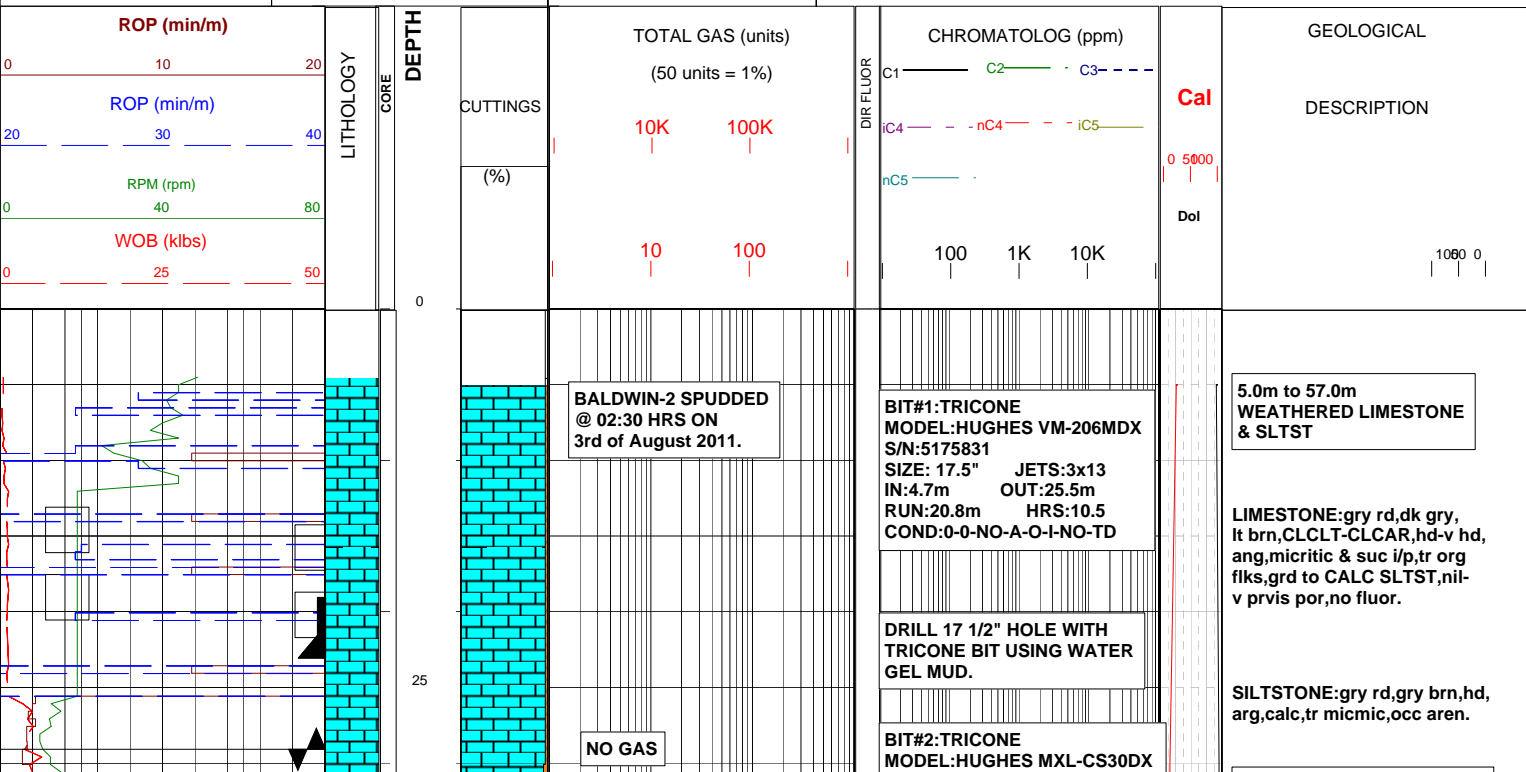 ROP (min/m)
0 10 20
ROP (min/m)
20 30 40
RPM (rpm)
0 40 80
WOB (klbs)
0 25 50
LITHOLOGY
CORE
DEPTH
0
CUTTINGS
(%)
TOTAL GAS (units)
(50 units = 1%)
10K 100K
10 100
DIR FLUOR
CHROMATOLOG (ppm)
C1 C2 C3
iC4 nC4 iC5
nC5
100 1K 10K
Cal
0 50100
Dol
GEOLOGICAL
DESCRIPTION
100 50 0
25
BALDWIN-2 SPUDDED
@ 02:30 HRS ON
3rd of August 2011.
NO GAS
BIT#1:TRICONE
MODEL:HUGHES VM-206MDX
S/N:5175831
SIZE: 17.5" JETS:3x13
IN:4.7m OUT:25.5m
RUN:20.8m HRS:10.5
COND:0-0-NO-A-O-I-NO-TD
DRILL 17 1/2" HOLE WITH
TRICONE BIT USING WATER
GEL MUD.
BIT#2:TRICONE
MODEL:HUGHES MXL-CS30DX
5.0m to 57.0m
WEATHERED LIMESTONE
& SLTST
LIMESTONE:gry rd,dk gry,
lt brn,CLCLT-CLCAR,hd-v hd,
ang,micritic & suc i/p,tr org
flks,grd to CALC SLTST,nil-
v prvis por,no fluor.
SILTSTONE:gry rd,gry brn,hd,
arg,calc,tr micmic,occ aren.